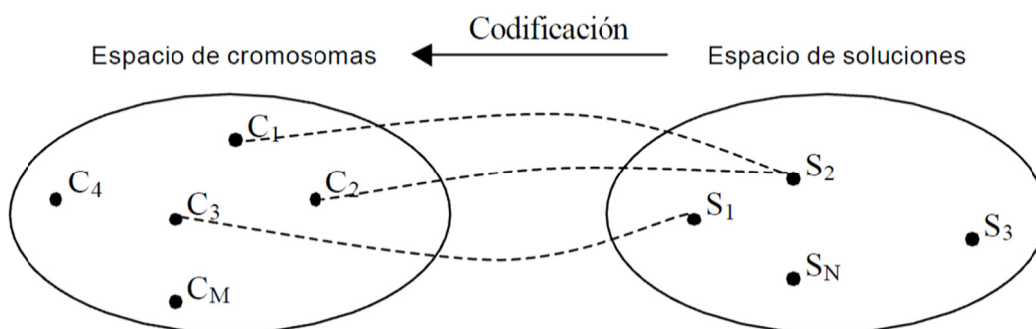 Codificación
Espacio de cromosomas
Espacio de soluciones
C1
C2
C3
C4
CM
S2
S1
S3
SN